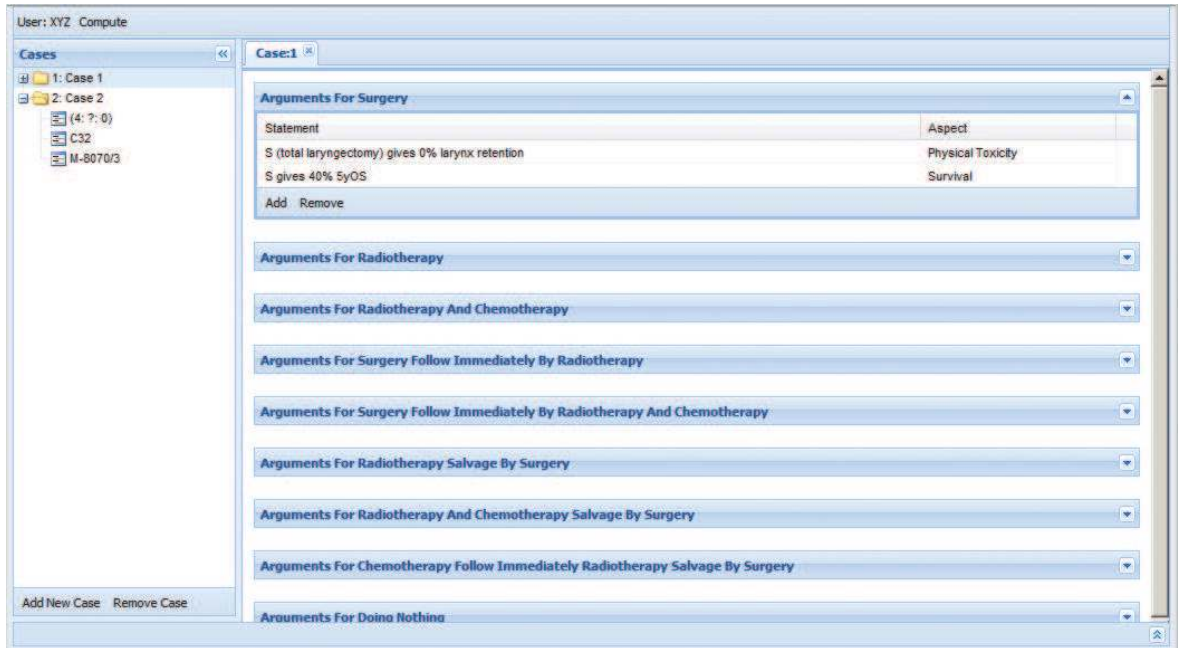 User: XYZ Compute
Cases
1: Case 1
2: Case 2
(4: ?: 0)
C32
M-8070/3
Add New Case Remove Case
Case:1
Arguments For Surgery
Statement Aspect
S (total laryngectomy) gives 0% larynx retention Physical Toxicity
S gives 40% 5yOS Survival
Add Remove
Arguments For Radiotherapy
Arguments For Radiotherapy And Chemotherapy
Arguments For Surgery Follow Immediately By Radiotherapy
Arguments For Surgery Follow Immediately By Radiotherapy And Chemotherapy
Arguments For Radiotherapy Salvage By Surgery
Arguments For Radiotherapy And Chemotherapy Salvage By Surgery
Arguments For Chemotherapy Follow Immediately Radiotherapy Salvage By Surgery
Arguments For Doing Nothing